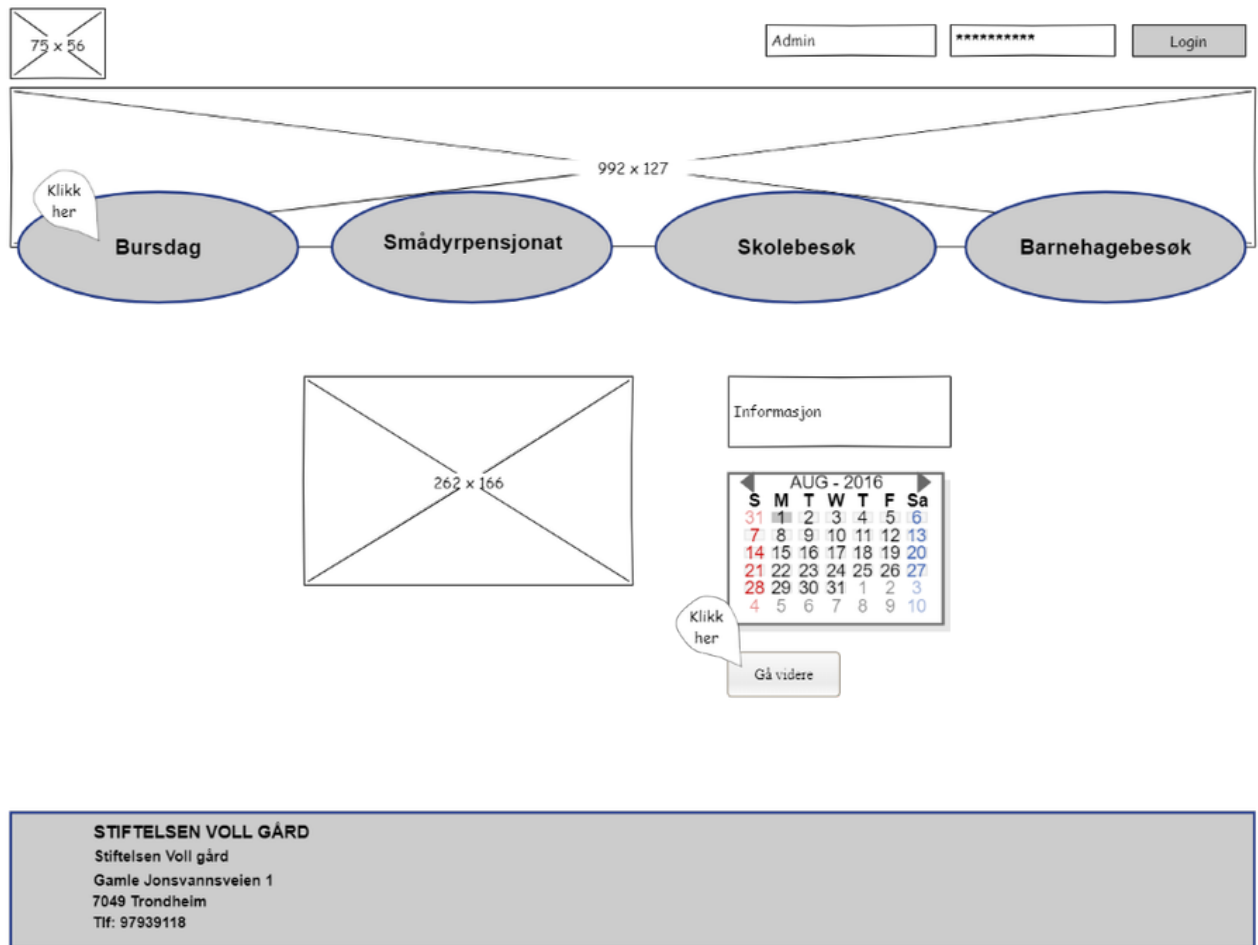 75 x 56
Admin
**********
Login
992 x 127
Klikk
her
Bursdag
Smådyrpensjonat
Skolebesøk
Barnehagebesøk
262 x 166
Informasjon
AUG - 2016
S M T W T F Sa
31 1 2 3 4 5 6
7 8 9 10 11 12 13
14 15 16 17 18 19 20
21 22 23 24 25 26 27
28 29 30 31 1 2 3
4 5 6 7 8 9 10
Klikk
her
Gå videre
STIFTELSEN VOLL GÅRD
Stiftelsen Voll gård
Gamle Jonsvannsveien 1
7049 Trondheim
Tlf: 97939118